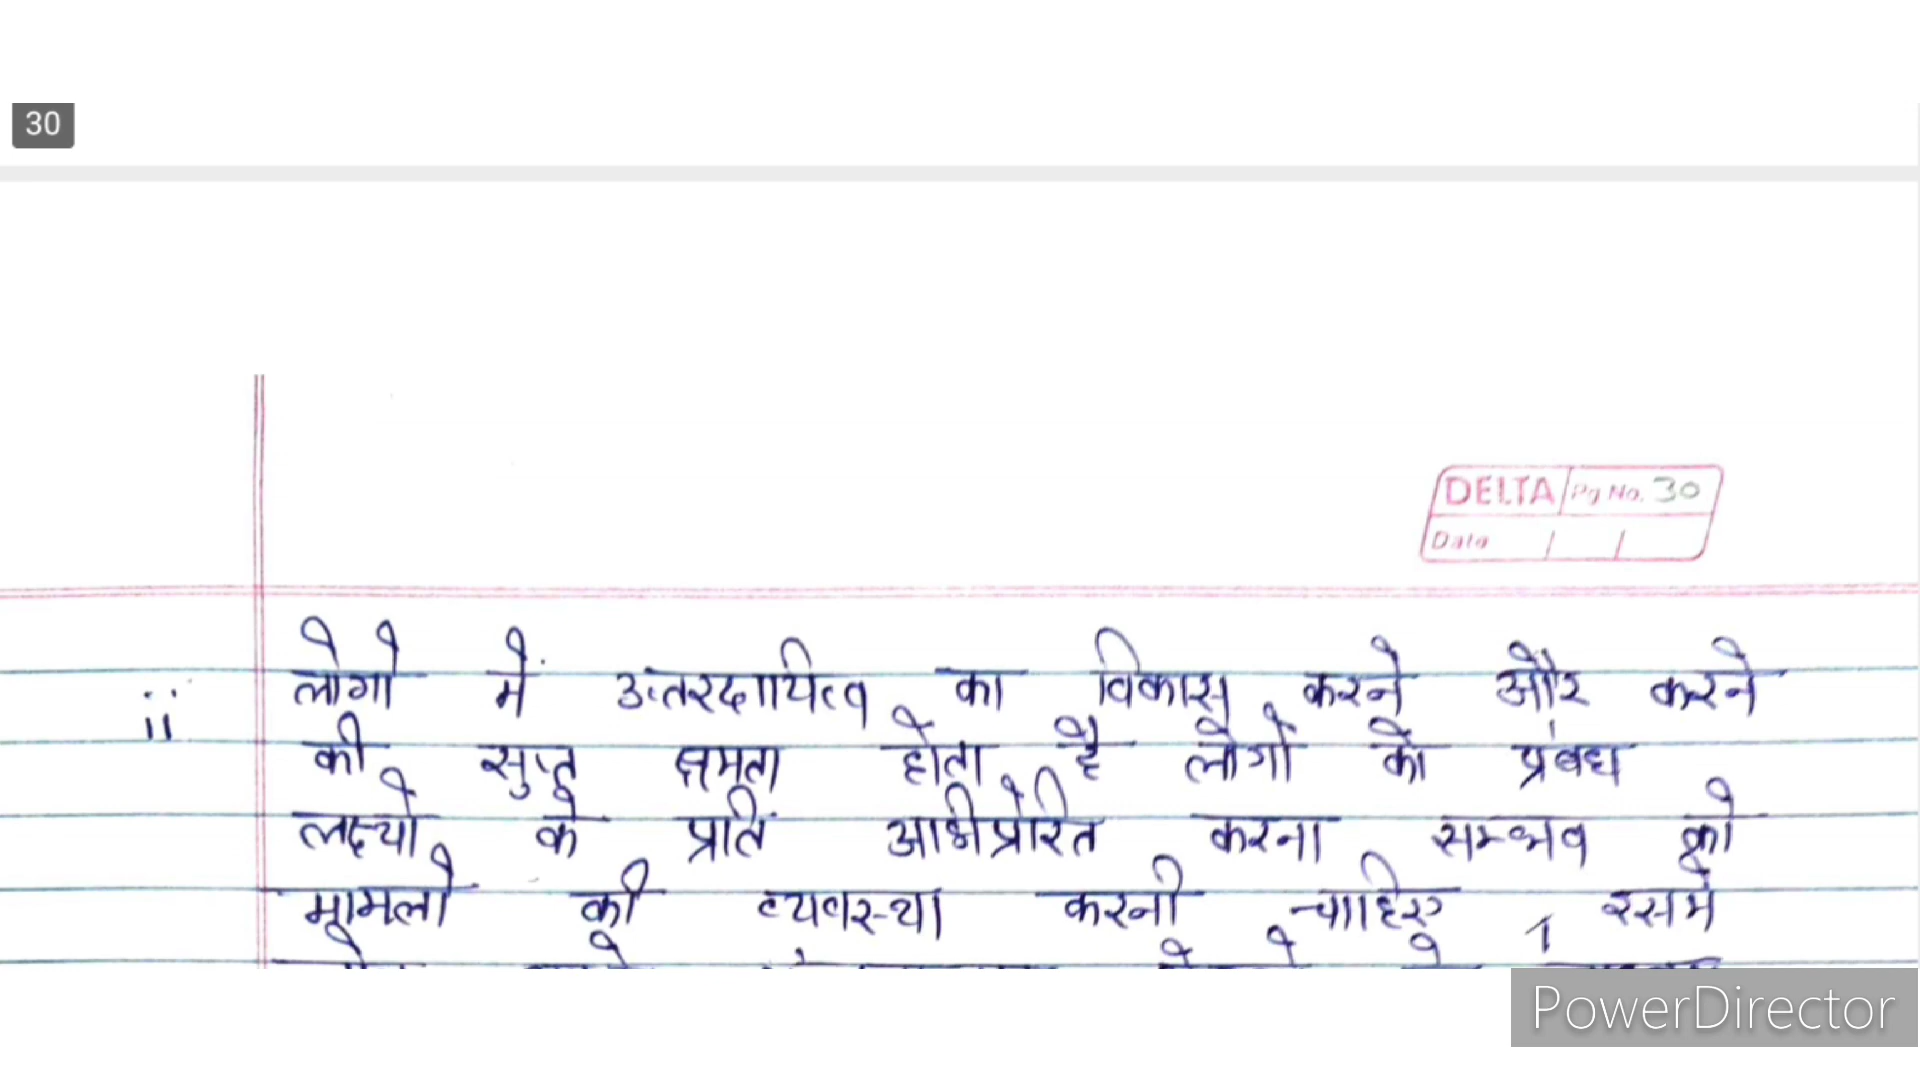 30
DELTA Pg No. 30
Date / /
लोगो में उत्तरदायित्व का विकास करने और करने
ii की सुप्त क्षमता होता है लोगों को प्रंबध
लक्ष्यो के प्रति अभिप्रेरित करना सम्भव को
मामलो की व्यवस्था करनी चाहिए इसमे
PowerDirector